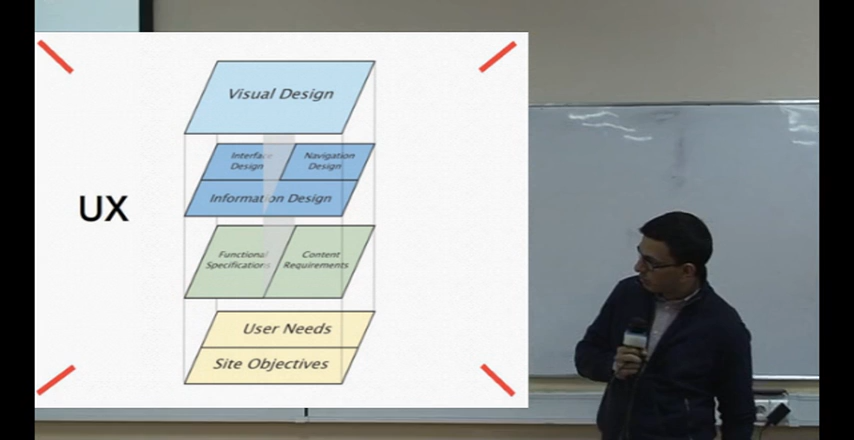 Visual Design
Interface Navigation
Design Design
Information Design
UX
Functional Content
Specifications Requirements
User Needs
Site Objectives